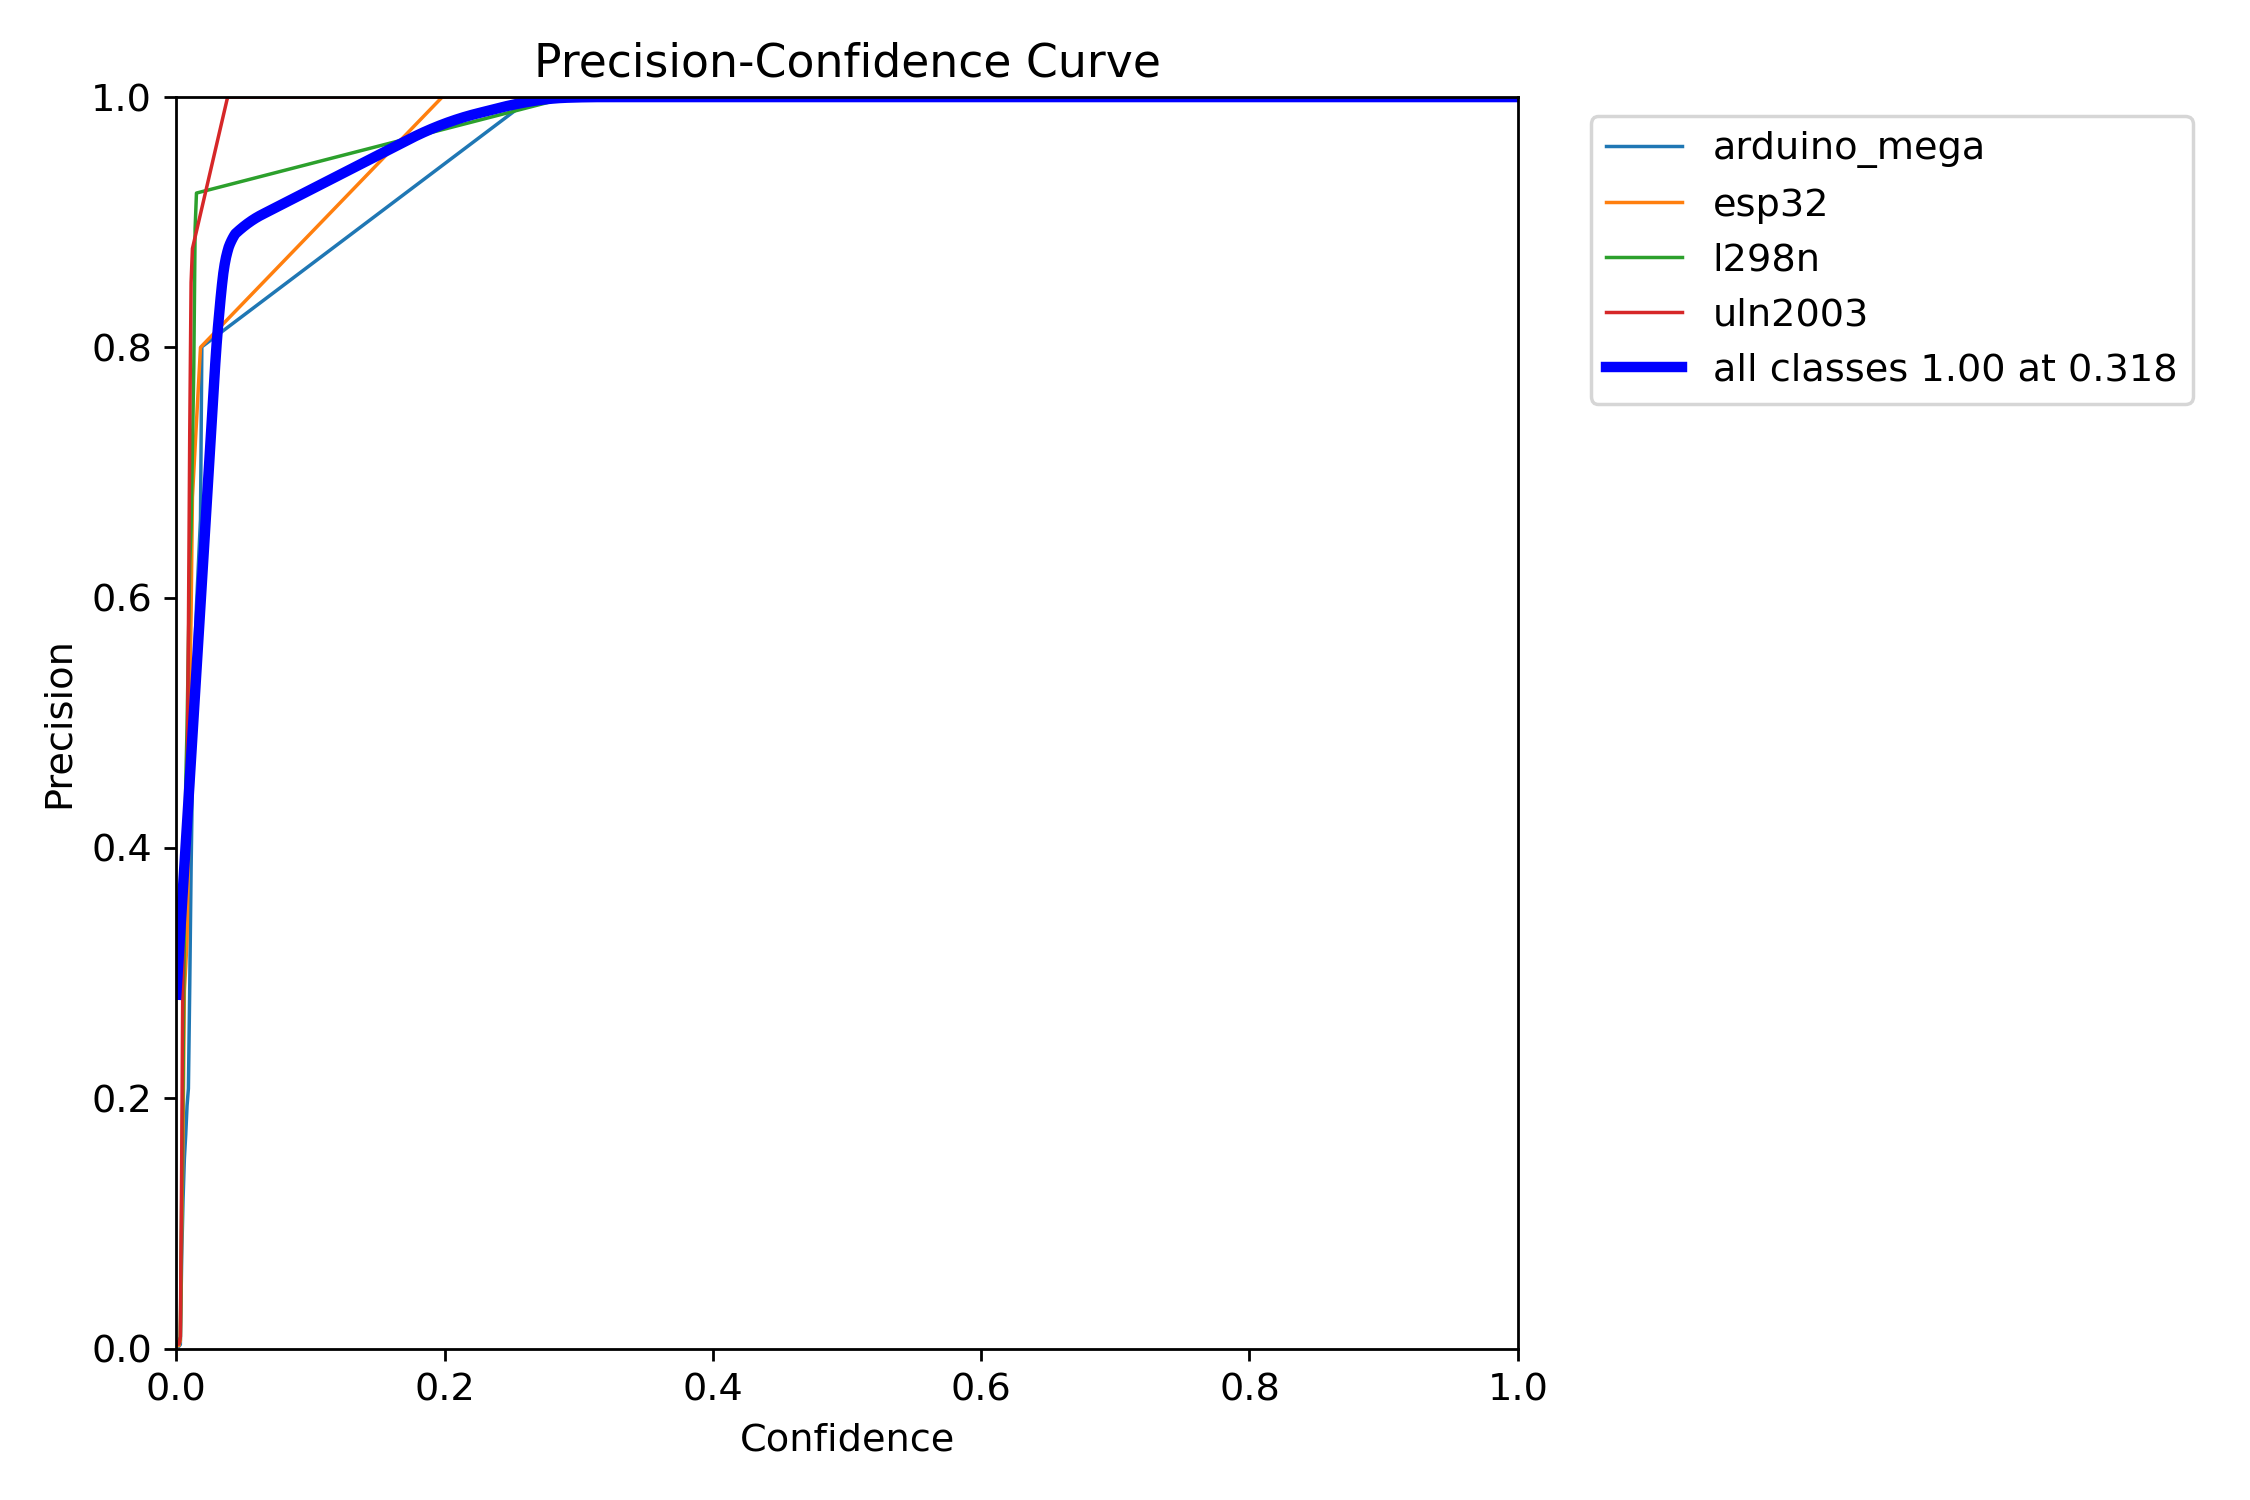 Precision-Confidence Curve
1.0
0.8
0.6
0.4
0.2
0.0
Precision
0.0 0.2 0.4 0.6 0.8 1.0
Confidence
arduino_mega
esp32
l298n
uln2003
all classes 1.00 at 0.318